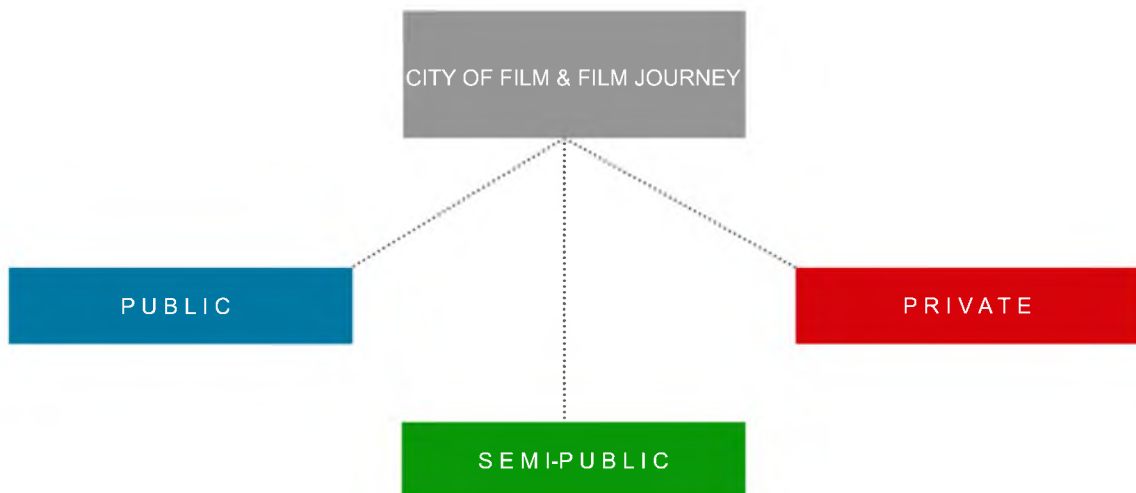 CITY OF FILM & FILM JOURNEY
PUBLIC
PRIVATE
SEMI-PUBLIC